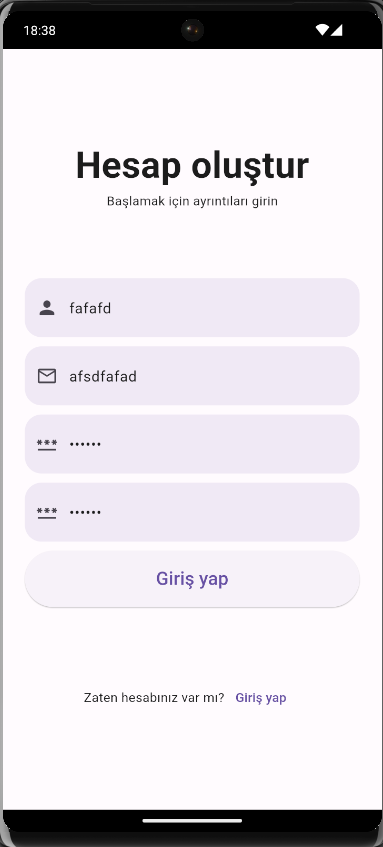 18:38
Hesap oluştur
Başlamak için ayrıntıları girin
fafafd
afsdfafad
*** ••••••
*** ••••••
Giriş yap
Zaten hesabınız var mı? Giriş yap